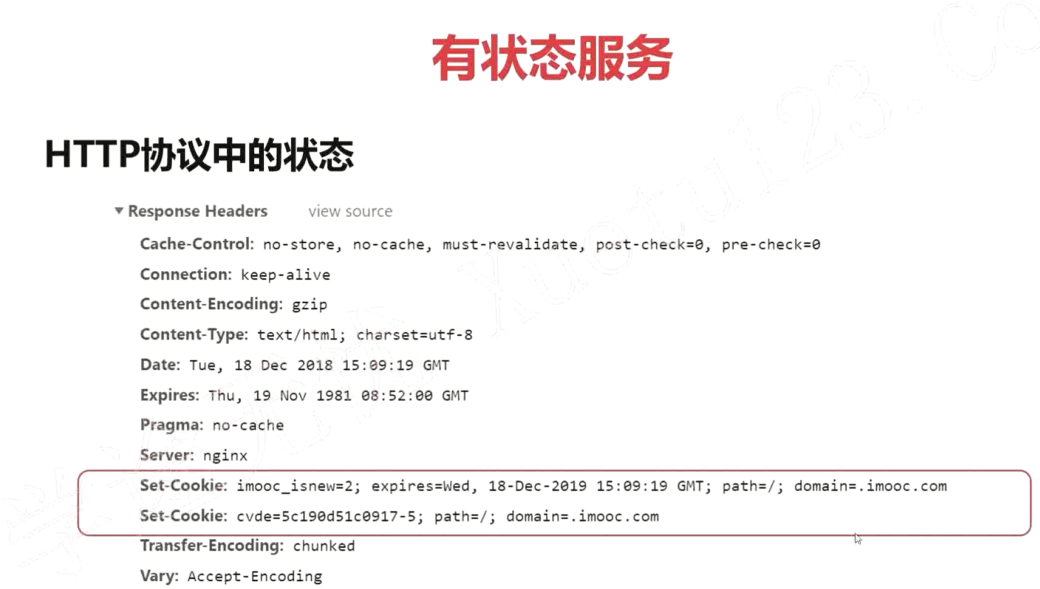 有状态服务
HTTP协议中的状态
▼ Response Headers view source
Cache-Control: no-store, no-cache, must-revalidate, post-check=0, pre-check=0
Connection: keep-alive
Content-Encoding: gzip
Content-Type: text/html; charset=utf-8
Date: Tue, 18 Dec 2018 15:09:19 GMT
Expires: Thu, 19 Nov 1981 08:52:00 GMT
Pragma: no-cache
Server: nginx
Set-Cookie: imooc_isnew=2; expires=Wed, 18-Dec-2019 15:09:19 GMT; path=/; domain=.imooc.com
Set-Cookie: cvde=5c190d51c0917-5; path=/; domain=.imooc.com
Transfer-Encoding: chunked
Vary: Accept-Encoding